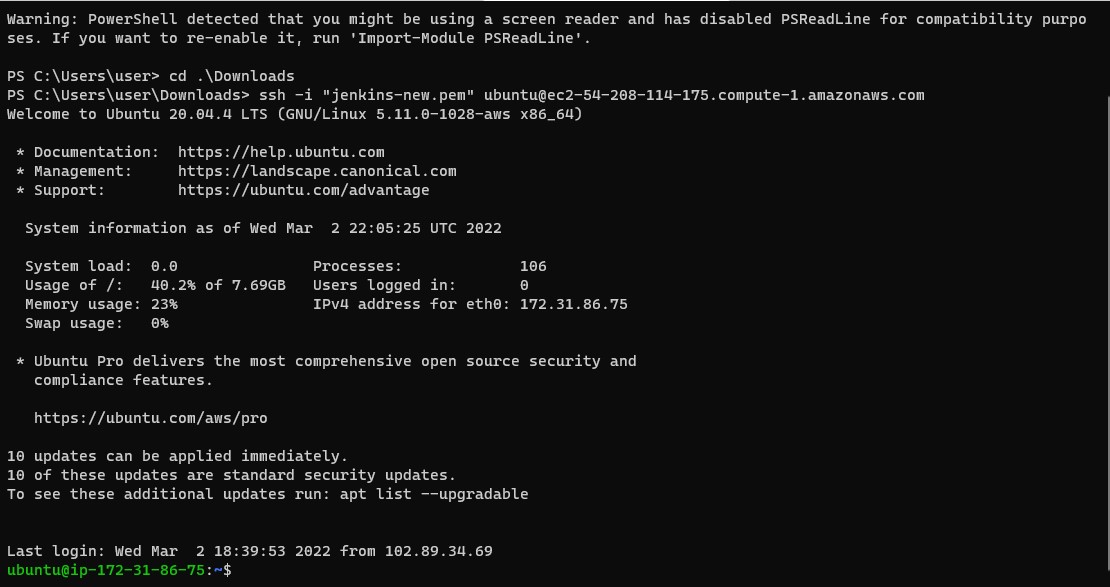 Warning: PowerShell detected that you might be using a screen reader and has disabled PSReadLine for compatibility purpo
ses. If you want to re-enable it, run 'Import-Module PSReadLine'.
PS C:\Users\user> cd .\Downloads
PS C:\Users\user\Downloads> ssh -i "jenkins-new.pem" ubuntu@ec2-54-208-114-175.compute-1.amazonaws.com
Welcome to Ubuntu 20.04.4 LTS (GNU/Linux 5.11.0-1028-aws x86_64)
* Documentation:  https://help.ubuntu.com
* Management:     https://landscape.canonical.com
* Support:        https://ubuntu.com/advantage
System information as of Wed Mar  2 22:05:25 UTC 2022
System load:  0.0               Processes:             106
Usage of /:   40.2% of 7.69GB   Users logged in:       0
Memory usage: 23%               IPv4 address for eth0: 172.31.86.75
Swap usage:   0%
* Ubuntu Pro delivers the most comprehensive open source security and
compliance features.
https://ubuntu.com/aws/pro
10 updates can be applied immediately.
10 of these updates are standard security updates.
To see these additional updates run: apt list --upgradable
Last login: Wed Mar  2 18:39:53 2022 from 102.89.34.69
ubuntu@ip-172-31-86-75:~$